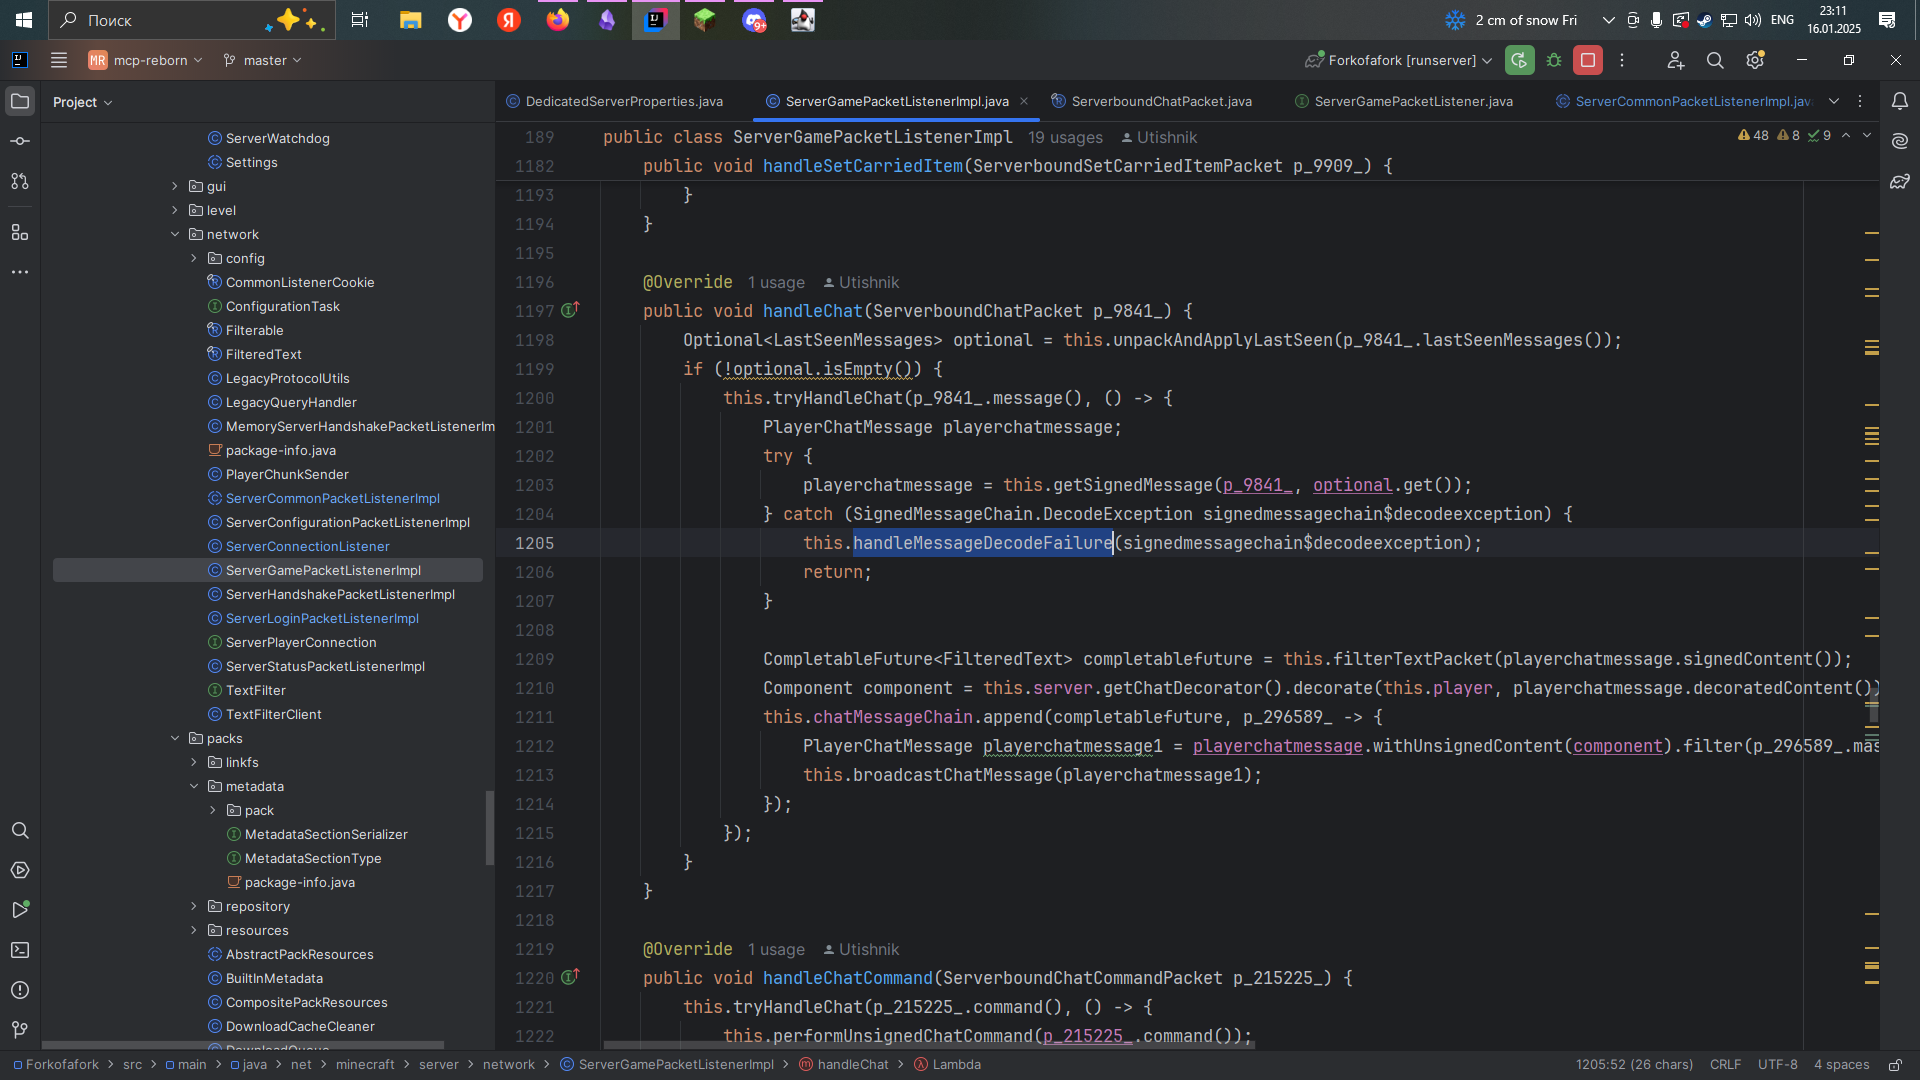 Поиск
9+
2 cm of snow Fri
ENG
23:11
16.01.2025
MR mcp-reborn
master
Forkofafork [runserver]
Project
DedicatedServerProperties.java
ServerGamePacketListenerImpl.java
ServerboundChatPacket.java
ServerGamePacketListener.java
ServerCommonPacketListenerImpl.jav
ServerWatchdog
Settings
gui
level
network
config
CommonListenerCookie
ConfigurationTask
Filterable
FilteredText
LegacyProtocolUtils
LegacyQueryHandler
MemoryServerHandshakePacketListenerIm
package-info.java
PlayerChunkSender
ServerCommonPacketListenerImpl
ServerConfigurationPacketListenerImpl
ServerConnectionListener
ServerGamePacketListenerImpl
ServerHandshakePacketListenerImpl
ServerLoginPacketListenerImpl
ServerPlayerConnection
ServerStatusPacketListenerImpl
TextFilter
TextFilterClient
packs
linkfs
metadata
pack
MetadataSectionSerializer
MetadataSectionType
package-info.java
repository
resources
AbstractPackResources
BuiltInMetadata
CompositePackResources
DownloadCacheCleaner
DownloadQueue
189 public class ServerGamePacketListenerImpl 19 usages Utishnik
48 8 9
1182 public void handleSetCarriedItem(ServerboundSetCarriedItemPacket p_9909_) {
1193 }
1194 }
1195
1196 @Override 1 usage Utishnik
1197 public void handleChat(ServerboundChatPacket p_9841_) {
1198 Optional<LastSeenMessages> optional = this.unpackAndApplyLastSeen(p_9841_.lastSeenMessages());
1199 if (!optional.isEmpty()) {
1200 this.tryHandleChat(p_9841_.message(), () -> {
1201 PlayerChatMessage playerchatmessage;
1202 try {
1203 playerchatmessage = this.getSignedMessage(p_9841_, optional.get());
1204 } catch (SignedMessageChain.DecodeException signedmessagechain$decodeexception) {
1205 this.handleMessageDecodeFailure(signedmessagechain$decodeexception);
1206 return;
1207 }
1208
1209 CompletableFuture<FilteredText> completablefuture = this.filterTextPacket(playerchatmessage.signedContent());
1210 Component component = this.server.getChatDecorator().decorate(this.player, playerchatmessage.decoratedContent())
1211 this.chatMessageChain.append(completablefuture, p_296589_ -> {
1212 PlayerChatMessage playerchatmessage1 = playerchatmessage.withUnsignedContent(component).filter(p_296589_.mas
1213 this.broadcastChatMessage(playerchatmessage1);
1214 });
1215 });
1216 }
1217 }
1218
1219 @Override 1 usage Utishnik
1220 public void handleChatCommand(ServerboundChatCommandPacket p_215225_) {
1221 this.tryHandleChat(p_215225_.command(), () -> {
1222 this.performUnsignedChatCommand(p_215225_.command());
Forkofafork > src > main > java > net > minecraft > server > network > ServerGamePacketListenerImpl > handleChat > Lambda
1205:52 (26 chars) CRLF UTF-8 4 spaces